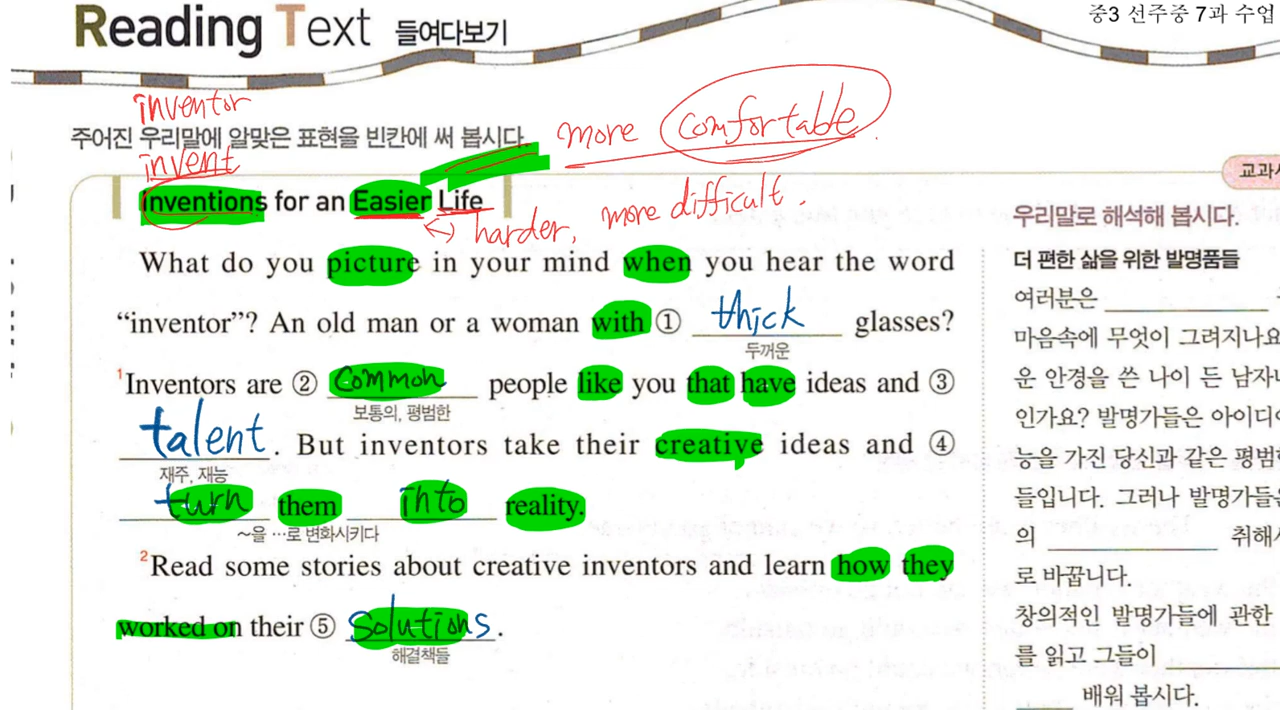 중3 선주중 7과 수업
Reading Text 들여다보기
inventor
주어진 우리말에 알맞은 표현을 빈칸에 써 봅시다.
more comfortable.
invent
Inventions for an Easier Life
↔ harder, more difficult.
What do you picture in your mind when you hear the word
“inventor”? An old man or a woman with ① thick glasses?
두꺼운
1Inventors are ② common people like you that have ideas and ③
보통의, 평범한
talent. But inventors take their creative ideas and ④
재주, 재능
turn them into reality.
~을 …로 변화시키다
2Read some stories about creative inventors and learn how they
worked on their ⑤ solutions.
해결책들
교과서
우리말로 해석해 봅시다.
더 편한 삶을 위한 발명품들
여러분은
마음속에 무엇이 그려지나요
운 안경을 쓴 나이 든 남자
인가요? 발명가들은 아이디
능을 가진 당신과 같은 평범
들입니다. 그러나 발명가들은
의 취해
로 바꿉니다.
창의적인 발명가들에 관한
를 읽고 그들이
배워 봅시다.